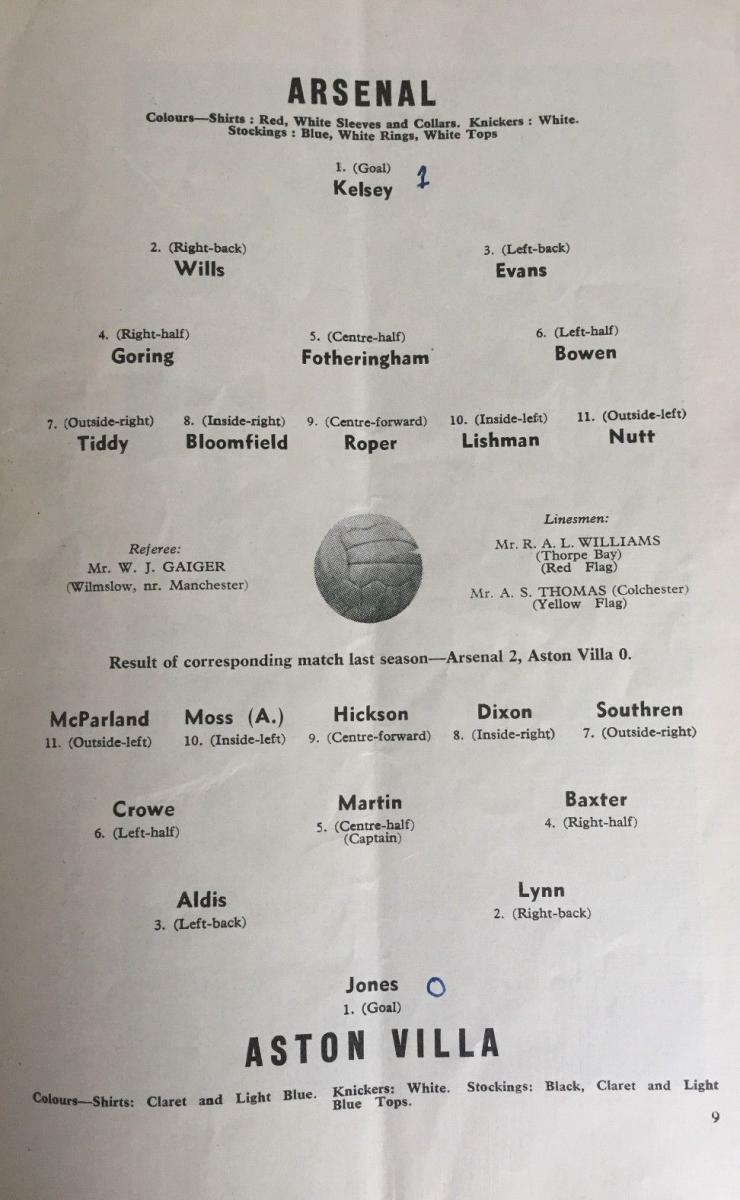 ARSENAL
Colours—Shirts : Red, White Sleeves and Collars. Knickers : White.
Stockings : Blue, White Rings, White Tops
1. (Goal)
Kelsey 1
2. (Right-back) 3. (Left-back)
Wills Evans
4. (Right-half) 5. (Centre-half) 6. (Left-half)
Goring Fotheringham Bowen
7. (Outside-right) 8. (Inside-right) 9. (Centre-forward) 10. (Inside-left) 11. (Outside-left)
Tiddy Bloomfield Roper Lishman Nutt
Referee:
Mr. W. J. GAIGER
(Wilmslow, nr. Manchester)
Linesmen:
Mr. R. A. L. WILLIAMS
(Thorpe Bay)
(Red Flag)
Mr. A. S. THOMAS (Colchester)
(Yellow Flag)
Result of corresponding match last season—Arsenal 2, Aston Villa 0.
McParland Moss (A.) Hickson Dixon Southren
11. (Outside-left) 10. (Inside-left) 9. (Centre-forward) 8. (Inside-right) 7. (Outside-right)
Crowe Martin Baxter
6. (Left-half) 5. (Centre-half) 4. (Right-half)
(Captain)
Aldis Lynn
3. (Left-back) 2. (Right-back)
Jones 0
1. (Goal)
ASTON VILLA
Colours—Shirts: Claret and Light Blue. Knickers: White. Stockings: Black, Claret and Light
Blue Tops.
9